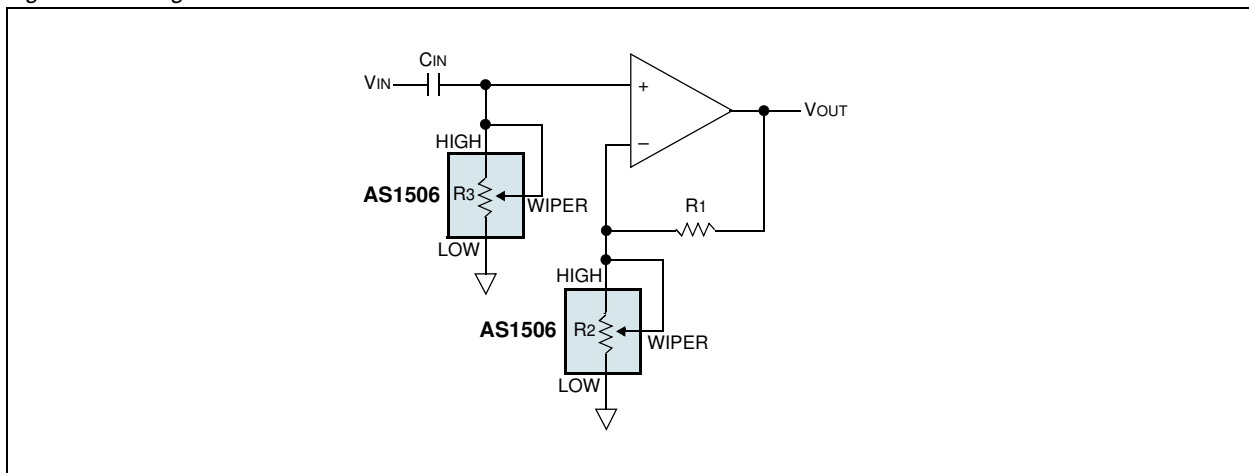 CIN
VIN
+
VOUT
–
HIGH
AS1506
R3
WIPER
R1
LOW
HIGH
AS1506
R2
WIPER
LOW